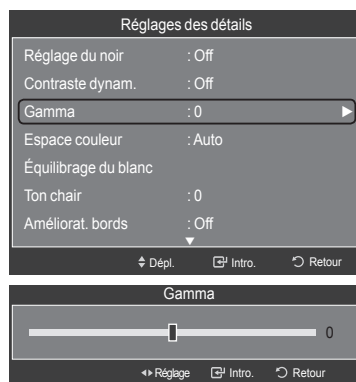 Réglages des détails
Réglage du noir : Off
Contraste dynam. : Off
Gamma : 0
Espace couleur : Auto
Équilibrage du blanc
Ton chair : 0
Améliorat. bords : Off
Dépl. Intro. Retour
Gamma
0
Réglage Intro. Retour